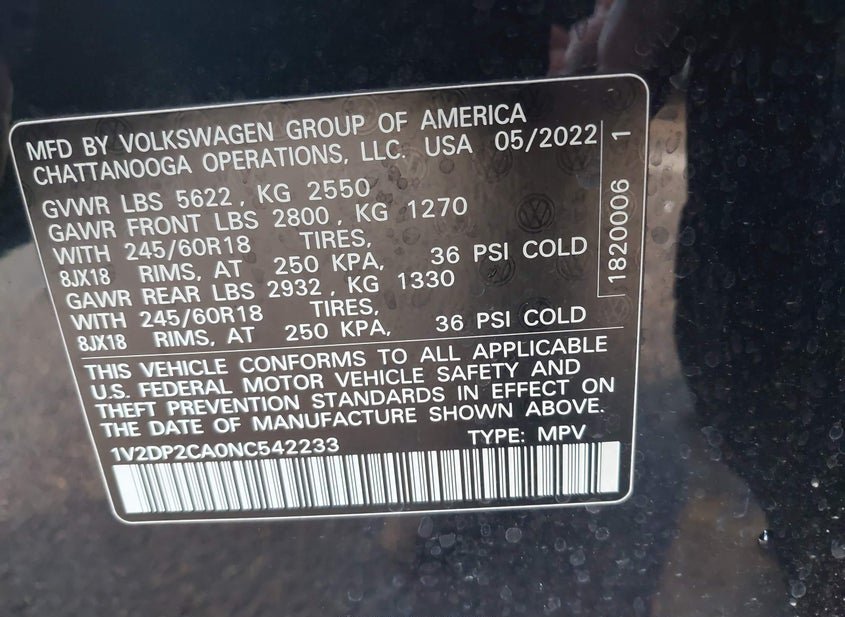 MFD BY VOLKSWAGEN GROUP OF AMERICA
CHATTANOOGA OPERATIONS, LLC. USA 05/2022
GVWR LBS 5622, KG 2550
GAWR FRONT LBS 2800, KG 1270
WITH 245/60R18 TIRES,
8JX18 RIMS, AT 250 KPA, 36 PSI COLD
GAWR REAR LBS 2932, KG 1330
WITH 245/60R18 TIRES,
8JX18 RIMS, AT 250 KPA, 36 PSI COLD
1820006 1
THIS VEHICLE CONFORMS TO ALL APPLICABLE
U.S. FEDERAL MOTOR VEHICLE SAFETY AND
THEFT PREVENTION STANDARDS IN EFFECT ON
THE DATE OF MANUFACTURE SHOWN ABOVE.
1V2DP2CA0NC542233 TYPE: MPV